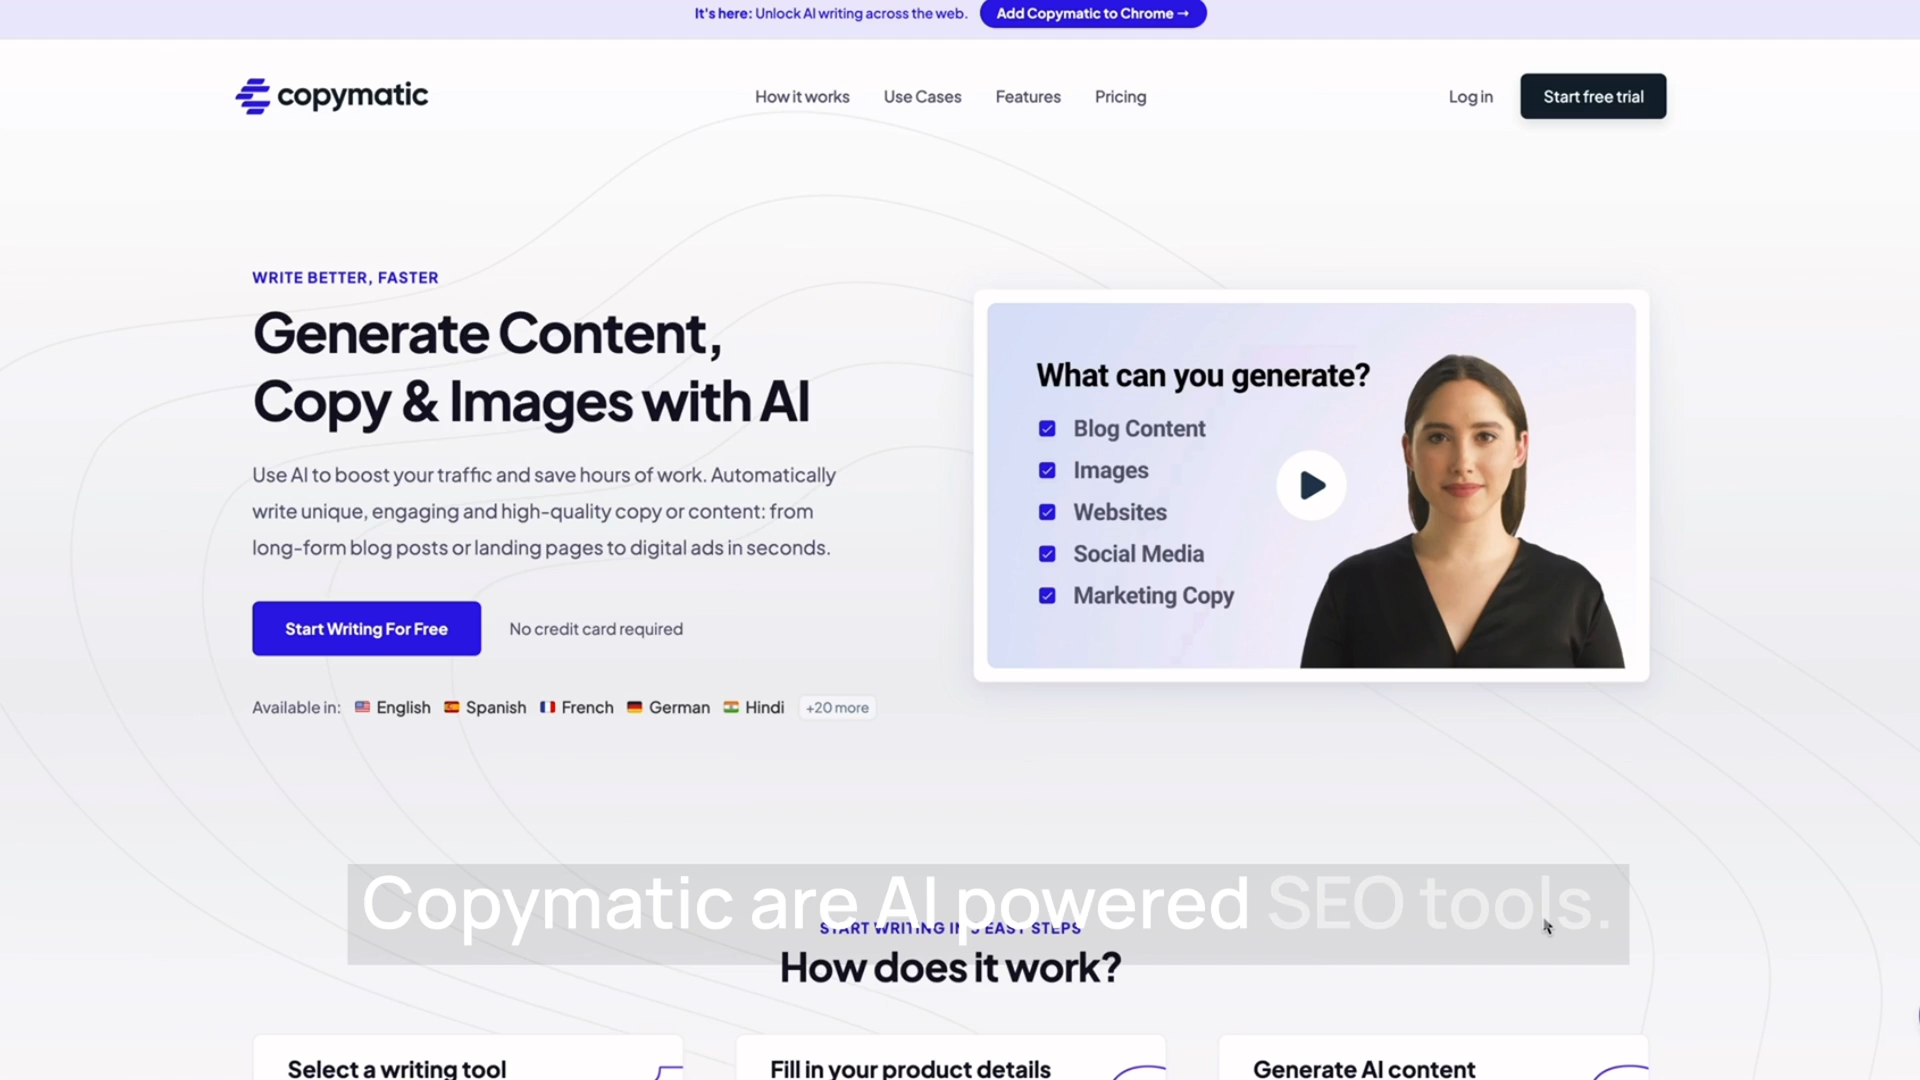 It's here: Unlock AI writing across the web. Add Copymatic to Chrome →
copymatic
How it works Use Cases Features Pricing
Log in Start free trial
WRITE BETTER, FASTER
Generate Content,
Copy & Images with AI
Use AI to boost your traffic and save hours of work. Automatically
write unique, engaging and high-quality copy or content: from
long-form blog posts or landing pages to digital ads in seconds.
Start Writing For Free No credit card required
Available in: English Spanish French German Hindi +20 more
What can you generate?
Blog Content
Images
Websites
Social Media
Marketing Copy
Copymatic are AI powered SEO tools.
START WRITING IN 3 EASY STEPS
How does it work?
Select a writing tool
Fill in your product details
Generate AI content